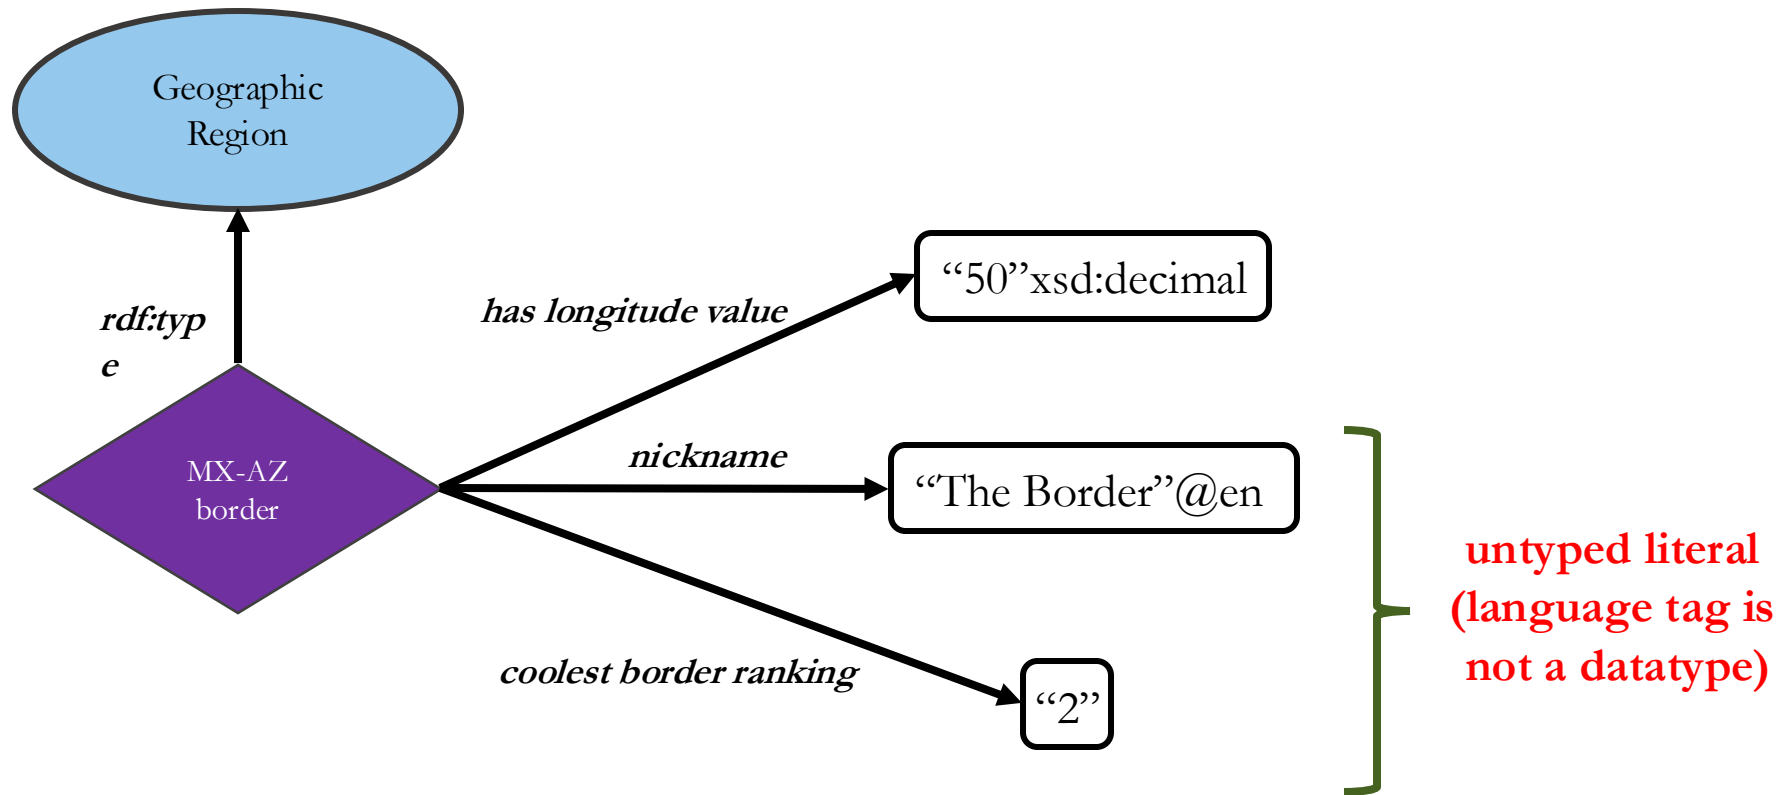 Geographic
Region
rdf:typ
e
MX-AZ
border
has longitude value
“50”xsd:decimal
nickname
“The Border”@en
coolest border ranking
“2”
untyped literal
(language tag is
not a datatype)